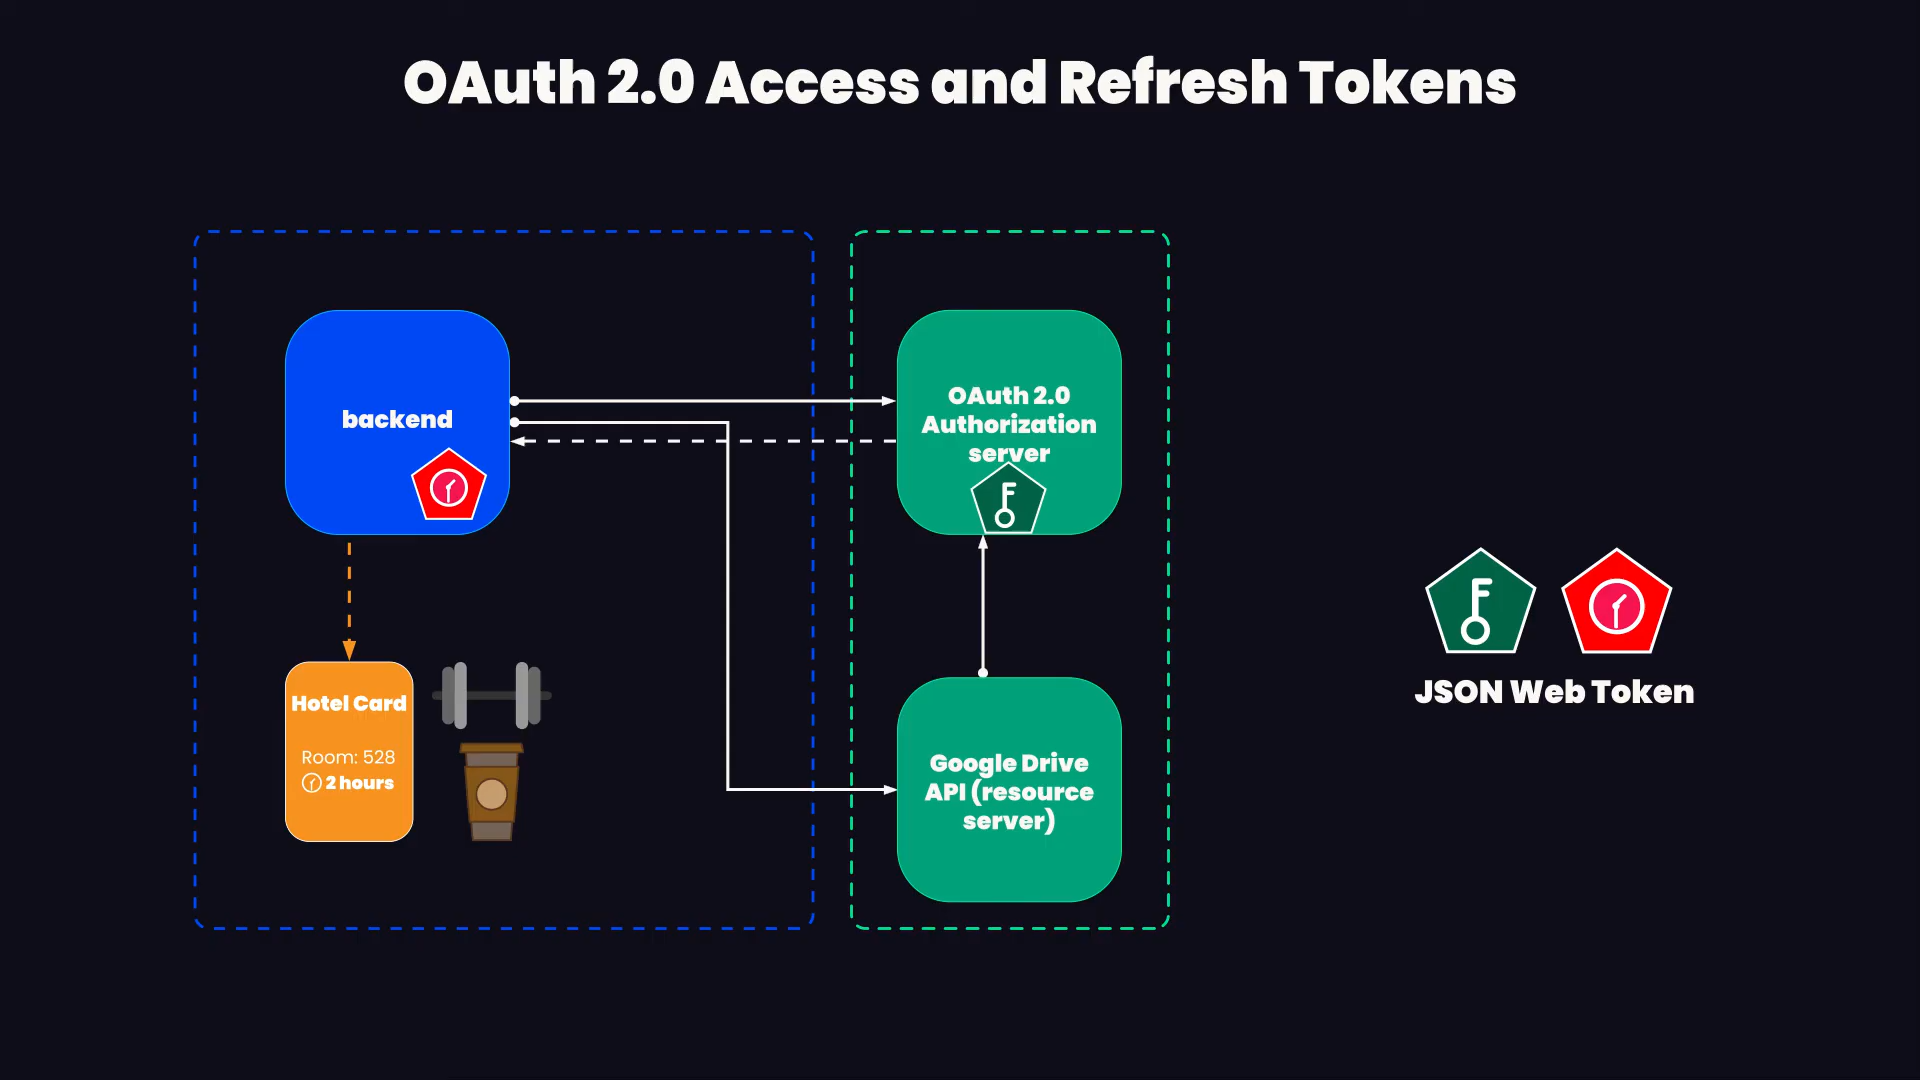 OAuth 2.0 Access and Refresh Tokens
backend
OAuth 2.0
Authorization
server
Hotel Card
Room: 528
2 hours
Google Drive
API (resource
server)
JSON Web Token